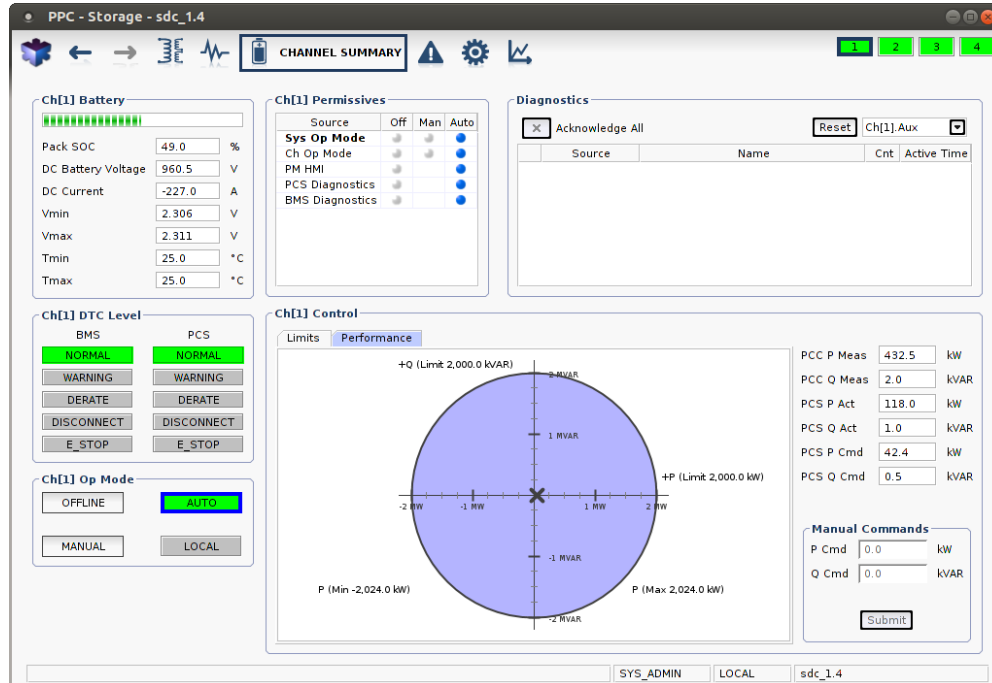 PPC - Storage - sdc_1.4
CHANNEL SUMMARY
1 2 3 4
Ch[1] Battery
Pack SOC 49.0 %
DC Battery Voltage 960.5 V
DC Current -227.0 A
Vmin 2.306 V
Vmax 2.311 V
Tmin 25.0 °C
Tmax 25.0 °C
Ch[1] Permissives
Source Off Man Auto
Sys Op Mode
Ch Op Mode
PM HMI
PCS Diagnostics
BMS Diagnostics
Diagnostics
Acknowledge All Reset Ch[1].Aux
Source Name Cnt Active Time
Ch[1] DTC Level
BMS PCS
NORMAL NORMAL
WARNING WARNING
DERATE DERATE
DISCONNECT DISCONNECT
E_STOP E_STOP
Ch[1] Op Mode
OFFLINE AUTO
MANUAL LOCAL
Ch[1] Control
Limits Performance
+Q (Limit 2,000.0 kVAR)
2 MVAR
1 MVAR
+P (Limit 2,000.0 kW)
-2 MW -1 MW 1 MW 2 MW
-1 MVAR
P (Min -2,024.0 kW) P (Max 2,024.0 kW)
-2 MVAR
PCC P Meas 432.5 kW
PCC Q Meas 2.0 kVAR
PCS P Act 118.0 kW
PCS Q Act 1.0 kVAR
PCS P Cmd 42.4 kW
PCS Q Cmd 0.5 kVAR
Manual Commands
P Cmd 0.0 kW
Q Cmd 0.0 kVAR
Submit
SYS_ADMIN LOCAL sdc_1.4